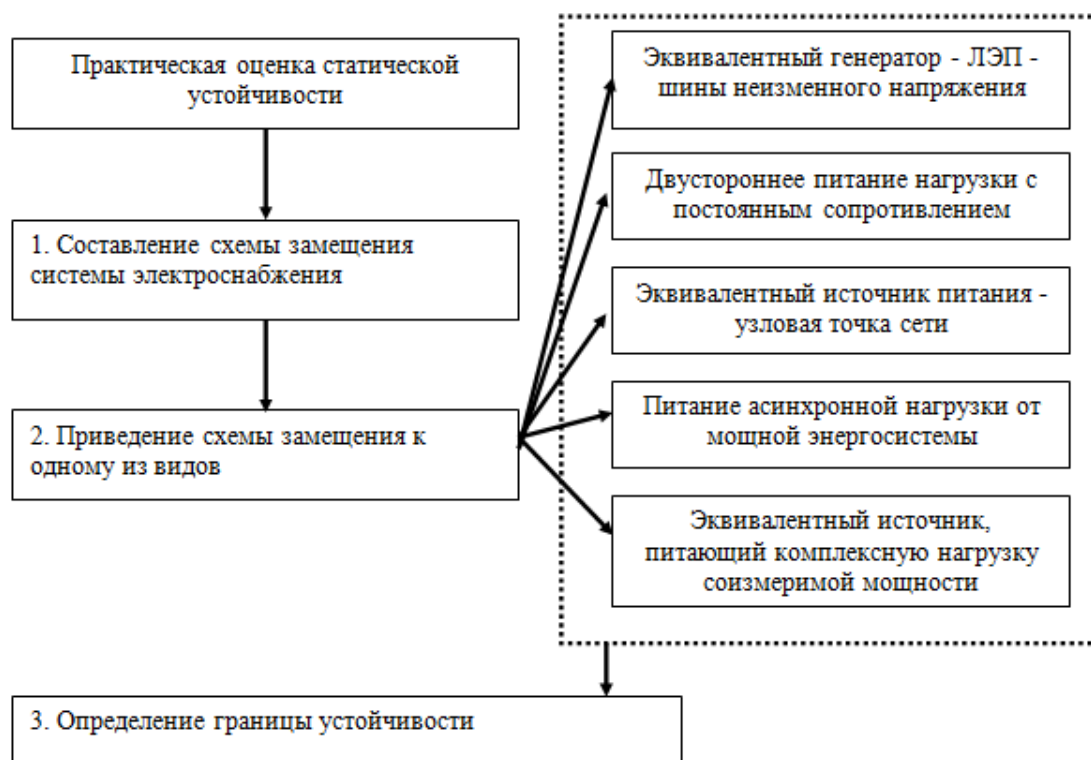 Практическая оценка статической
устойчивости
1. Составление схемы замещения
системы электроснабжения
2. Приведение схемы замещения к
одному из видов
Эквивалентный генератор - ЛЭП -
шины неизменного напряжения
Двустороннее питание нагрузки с
постоянным сопротивлением
Эквивалентный источник питания -
узловая точка сети
Питание асинхронной нагрузки от
мощной энергосистемы
Эквивалентный источник,
питающий комплексную нагрузку
соизмеримой мощности
3. Определение границы устойчивости